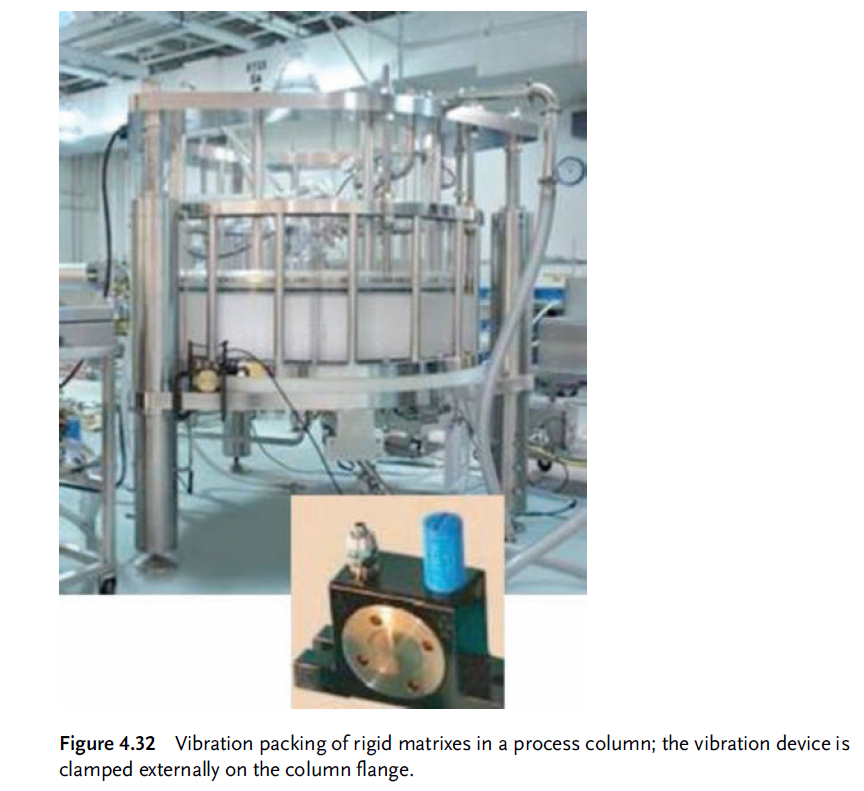 Figure 4.32 Vibration packing of rigid matrixes in a process column; the vibration device is
clamped externally on the column flange.